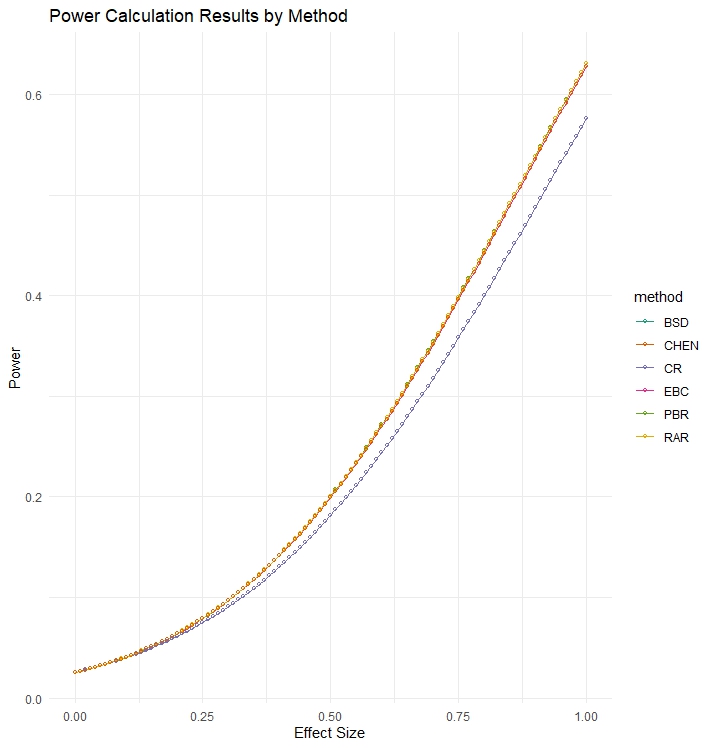 Power Calculation Results by Method
0.6
0.4
0.2
0.0
Power
0.00 0.25 0.50 0.75 1.00
Effect Size
method
BSD
CHEN
CR
EBC
PBR
RAR